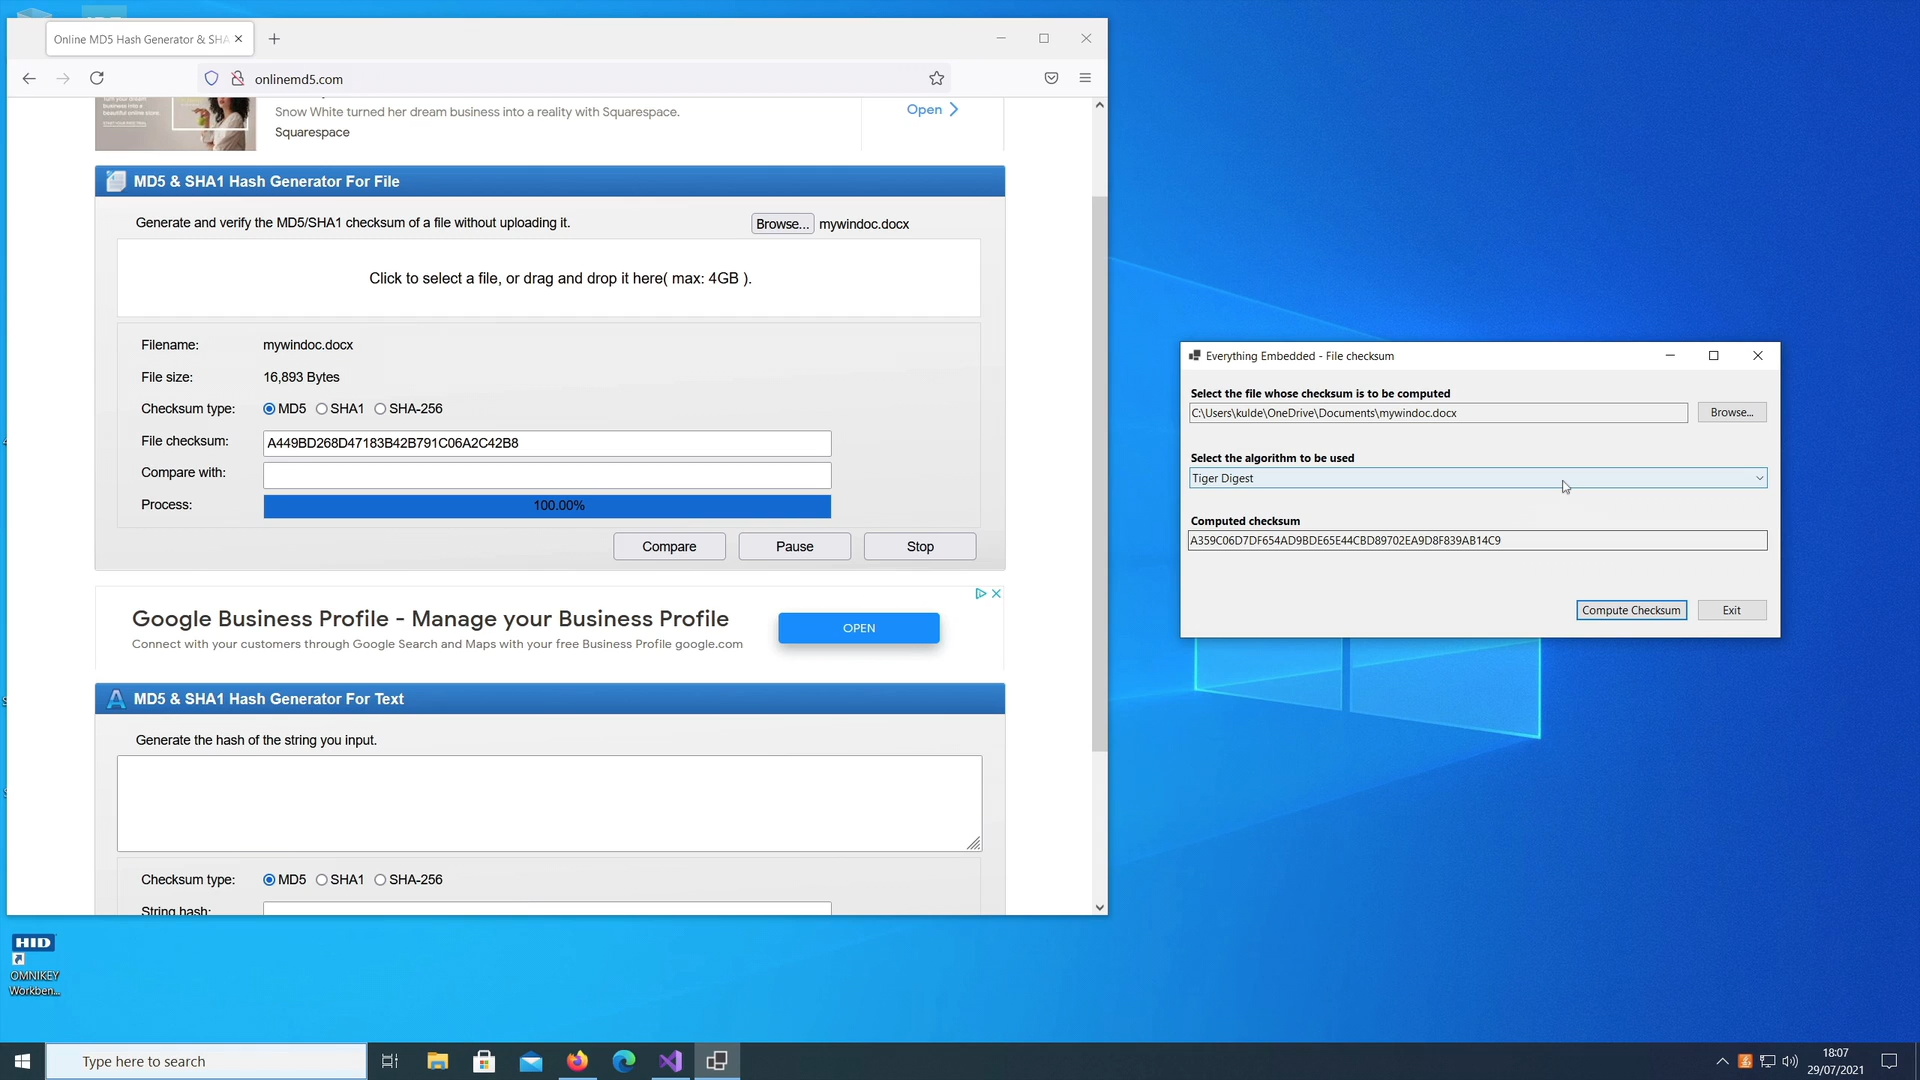 Online MD5 Hash Generator & SHA
onlinemd5.com
Snow White turned her dream business into a reality with Squarespace.
Squarespace
Open
MD5 & SHA1 Hash Generator For File
Generate and verify the MD5/SHA1 checksum of a file without uploading it.
Browse... mywindoc.docx
Click to select a file, or drag and drop it here( max: 4GB ).
Filename: mywindoc.docx
File size: 16,893 Bytes
Checksum type: MD5 SHA1 SHA-256
File checksum: A449BD268D47183B42B791C06A2C42B8
Compare with:
Process: 100.00%
Compare Pause Stop
Google Business Profile - Manage your Business Profile
Connect with your customers through Google Search and Maps with your free Business Profile google.com
OPEN
MD5 & SHA1 Hash Generator For Text
Generate the hash of the string you input.
Checksum type: MD5 SHA1 SHA-256
String hash:
Everything Embedded - File checksum
Select the file whose checksum is to be computed
C:\Users\kulde\OneDrive\Documents\mywindoc.docx Browse...
Select the algorithm to be used
Tiger Digest
Computed checksum
A359C06D7DF654AD9BDE65E44CBD89702EA9D8F839AB14C9
Compute Checksum Exit
HID
OMNIKEY
Workben...
Type here to search
18:07
29/07/2021